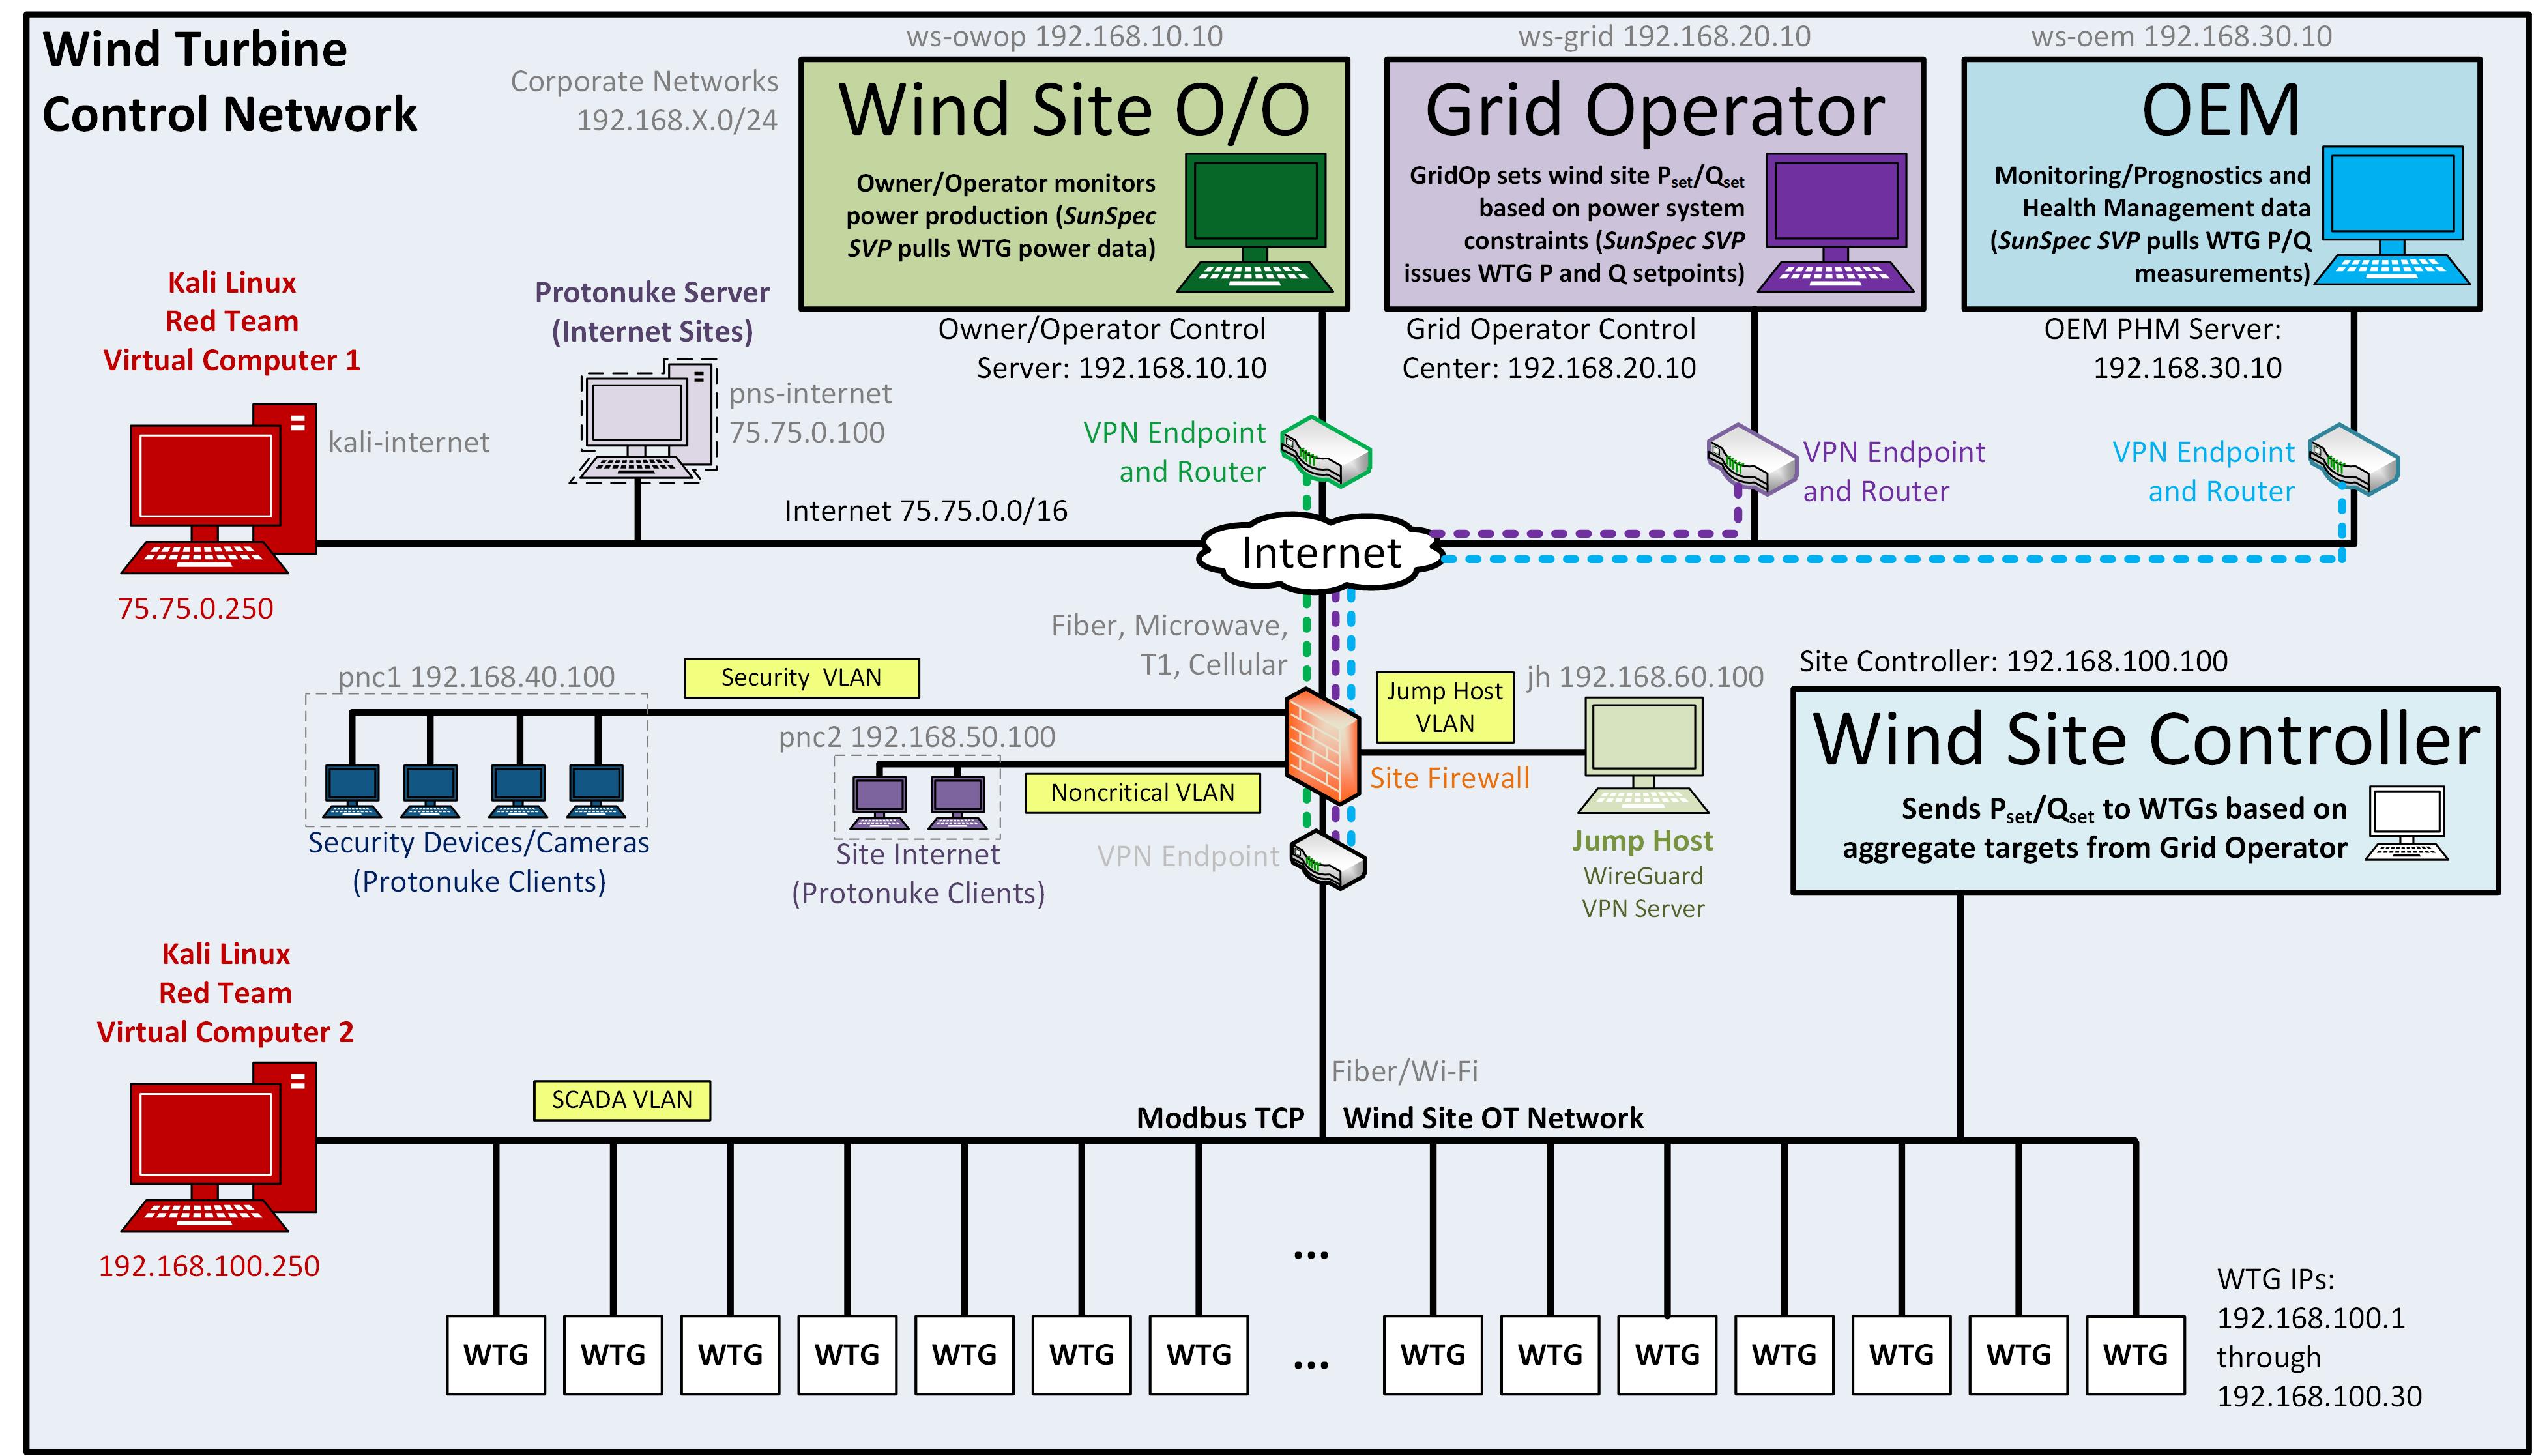 Wind Turbine
Control Network
Corporate Networks
192.168.X.0/24
ws-owop 192.168.10.10
Wind Site O/O
Owner/Operator monitors
power production (SunSpec
SVP pulls WTG power data)
Owner/Operator Control
Server: 192.168.10.10
ws-grid 192.168.20.10
Grid Operator
GridOp sets wind site Pset/Qset
based on power system
constraints (SunSpec SVP
issues WTG P and Q setpoints)
Grid Operator Control
Center: 192.168.20.10
ws-oem 192.168.30.10
OEM
Monitoring/Prognostics and
Health Management data
(SunSpec SVP pulls WTG P/Q
measurements)
OEM PHM Server:
192.168.30.10
Kali Linux
Red Team
Virtual Computer 1
kali-internet
75.75.0.250
Protonuke Server
(Internet Sites)
pns-internet
75.75.0.100
Internet 75.75.0.0/16
VPN Endpoint
and Router
VPN Endpoint
and Router
VPN Endpoint
and Router
Internet
Fiber, Microwave,
T1, Cellular
pnc1 192.168.40.100
Security VLAN
Security Devices/Cameras
(Protonuke Clients)
pnc2 192.168.50.100
Noncritical VLAN
Site Internet
(Protonuke Clients)
VPN Endpoint
Jump Host
VLAN
Site Firewall
jh 192.168.60.100
Jump Host
WireGuard
VPN Server
Site Controller: 192.168.100.100
Wind Site Controller
Sends Pset/Qset to WTGs based on
aggregate targets from Grid Operator
Kali Linux
Red Team
Virtual Computer 2
192.168.100.250
SCADA VLAN
Fiber/Wi-Fi
Modbus TCP
Wind Site OT Network
...
WTG WTG WTG WTG WTG WTG WTG ... WTG WTG WTG WTG WTG WTG WTG
WTG IPs:
192.168.100.1
through
192.168.100.30